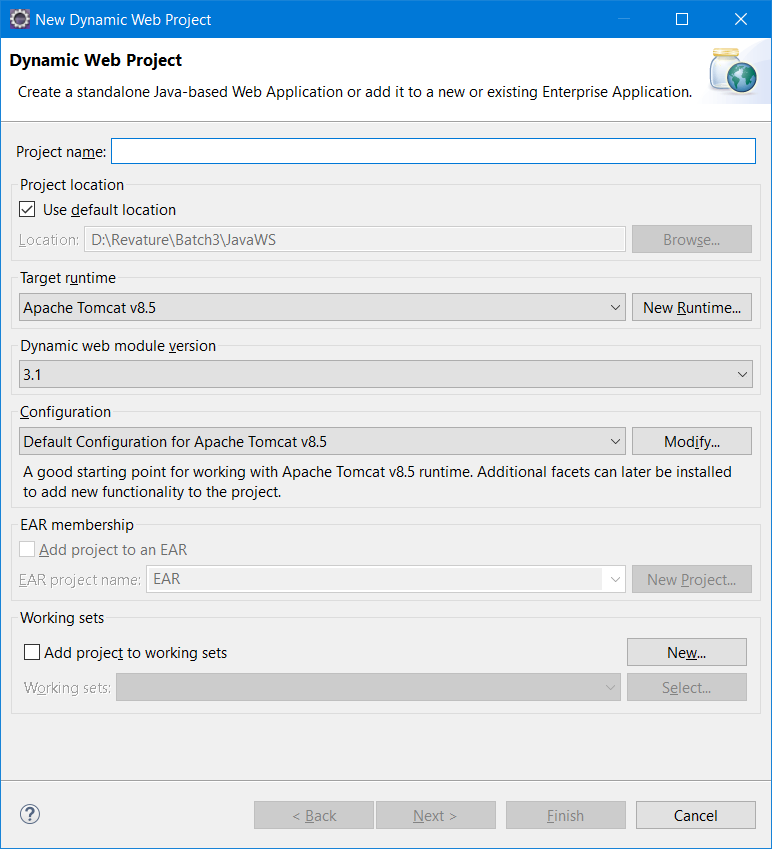 New Dynamic Web Project
Dynamic Web Project
Create a standalone Java-based Web Application or add it to a new or existing Enterprise Application.
Project name:
Project location
Use default location
Location: D:\Revature\Batch3\JavaWS Browse...
Target runtime
Apache Tomcat v8.5 New Runtime...
Dynamic web module version
3.1
Configuration
Default Configuration for Apache Tomcat v8.5 Modify...
A good starting point for working with Apache Tomcat v8.5 runtime. Additional facets can later be installed
to add new functionality to the project.
EAR membership
Add project to an EAR
EAR project name: EAR New Project...
Working sets
Add project to working sets New...
Working sets: Select...
? < Back Next > Finish Cancel